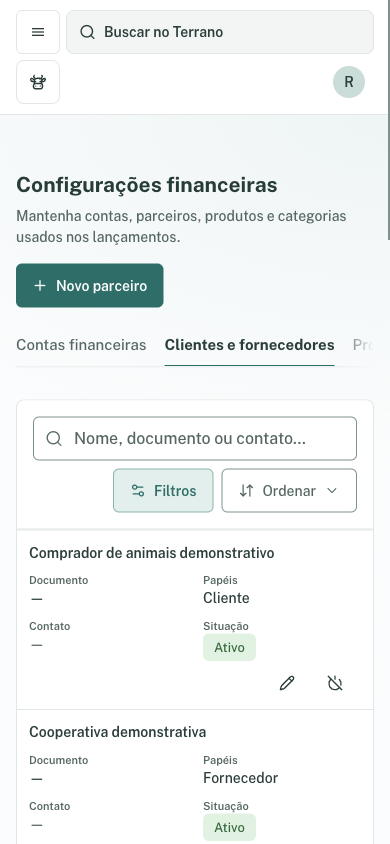 Buscar no Terrano
R
Configurações financeiras
Mantenha contas, parceiros, produtos e categorias
usados nos lançamentos.
+ Novo parceiro
Contas financeiras Clientes e fornecedores
Nome, documento ou contato...
Filtros Ordenar
Comprador de animais demonstrativo
Documento Papéis
— Cliente
Contato Situação
— Ativo
Cooperativa demonstrativa
Documento Papéis
— Fornecedor
Contato Situação
— Ativo